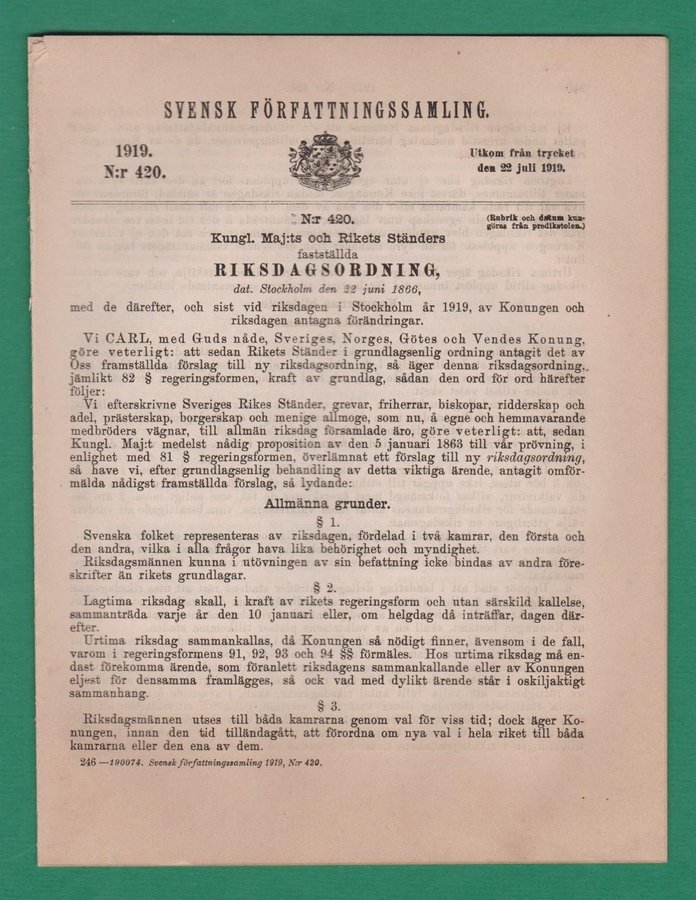 SVENSK FÖRFATTNINGSSAMLING.
1919.
N:r 420.
Utkom från trycket
den 22 juli 1919.
N:r 420.
(Rubrik och datum kun-
göras från predikstolen.)
Kungl. Maj:ts och Rikets Ständers
fastställda
RIKSDAGSORDNING,
dat. Stockholm den 22 juni 1866,
med de därefter, och sist vid riksdagen i Stockholm år 1919, av Konungen och
riksdagen antagna förändringar.
Vi CARL, med Guds nåde, Sveriges, Norges, Götes och Vendes Konung,
göre veterligt: att sedan Rikets Ständer i grundlagsenlig ordning antagit det av
Oss framställda förslag till ny riksdagsordning, så äger denna riksdagsordning,
jämlikt 82 § regeringsformen, kraft av grundlag, sådan den ord för ord härefter
följer:
Vi efterskrivne Sveriges Rikes Ständer, grevar, friherrar, biskopar, ridderskap och
adel, prästerskap, borgerskap och menige allmoge, som nu, å egne och hemmavarande
medbröders vägnar, till allmän riksdag församlade äro, göre veterligt: att, sedan
Kungl. Maj:t medelst nådig proposition av den 5 januari 1863 till vår prövning, i
enlighet med 81 § regeringsformen, överlämnat ett förslag till ny riksdagsordning,
så have vi, efter grundlagsenlig behandling av detta viktiga ärende, antagit omför-
mälda nådigst framställda förslag, så lydande:
Allmänna grunder.
§ 1.
Svenska folket representeras av riksdagen, fördelad i två kamrar, den första och
den andra, vilka i alla frågor hava lika behörighet och myndighet.
Riksdagsmännen kunna i utövningen av sin befattning icke bindas av andra före-
skrifter än rikets grundlagar.
§ 2.
Lagtima riksdag skall, i kraft av rikets regeringsform och utan särskild kallelse,
sammanträda varje år den 10 januari eller, om helgdag då inträffar, dagen där-
efter.
Urtima riksdag sammankallas, då Konungen så nödigt finner, ävensom i de fall,
varom i regeringsformens 91, 92, 93 och 94 §§ förmäles. Hos urtima riksdag må en-
dast förekomma ärende, som föranlett riksdagens sammankallande eller av Konungen
eljest för densamma framlägges, så ock vad med dylikt ärende står i oskiljaktigt
sammanhang.
§ 3.
Riksdagsmännen utses till båda kamrarna genom val för viss tid; dock äger Ko-
nungen, innan den tid tilländagått, att förordna om nya val i hela riket till båda
kamrarna eller den ena av dem.
246 —190074. Svensk författningssamling 1919, N:r 420.